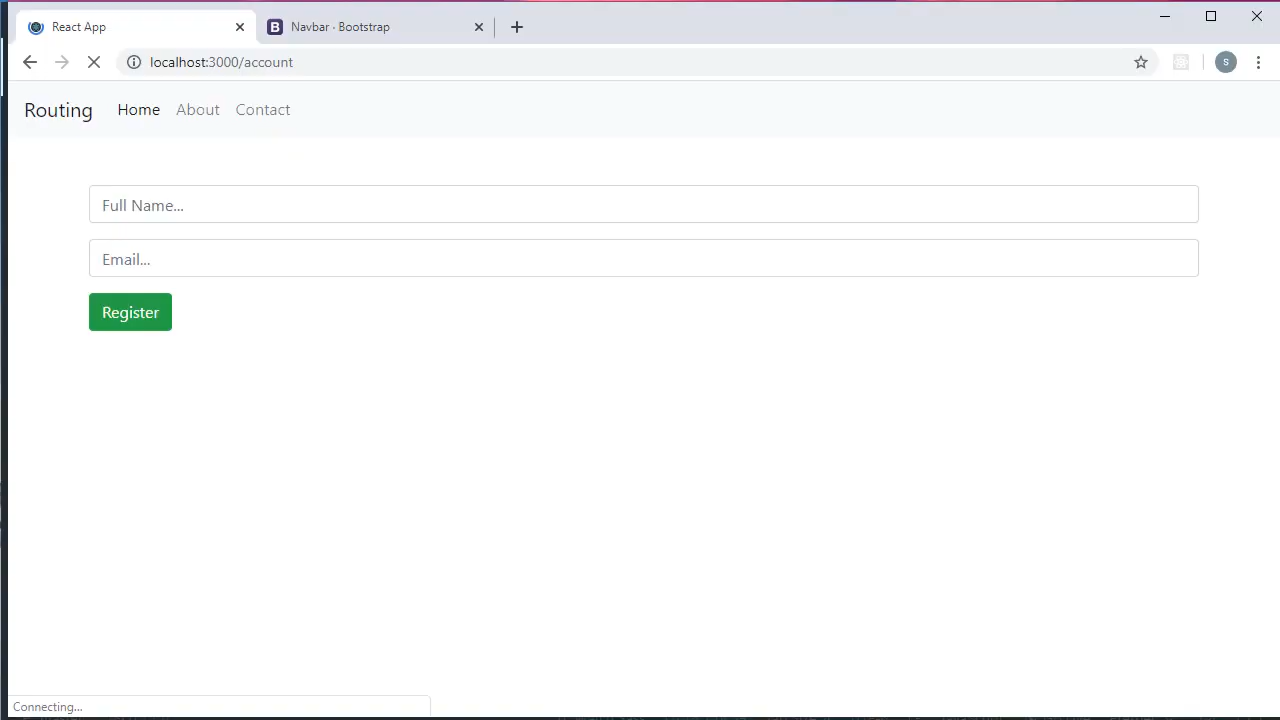 React App
Navbar · Bootstrap
localhost:3000/account
S
Routing Home About Contact
Full Name...
Email...
Register
Connecting...